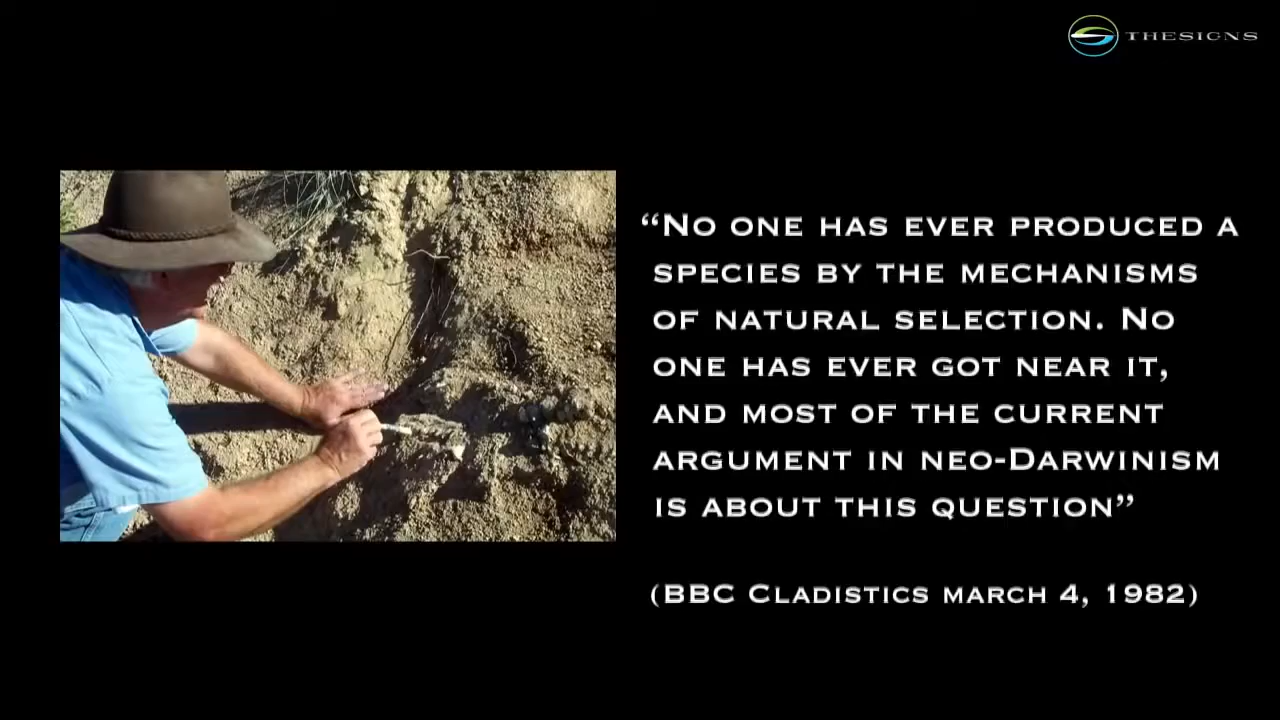 THESIGNS
“No one has ever produced a
species by the mechanisms
of natural selection. No
one has ever got near it,
and most of the current
argument in neo-Darwinism
is about this question”
(BBC Cladistics march 4, 1982)